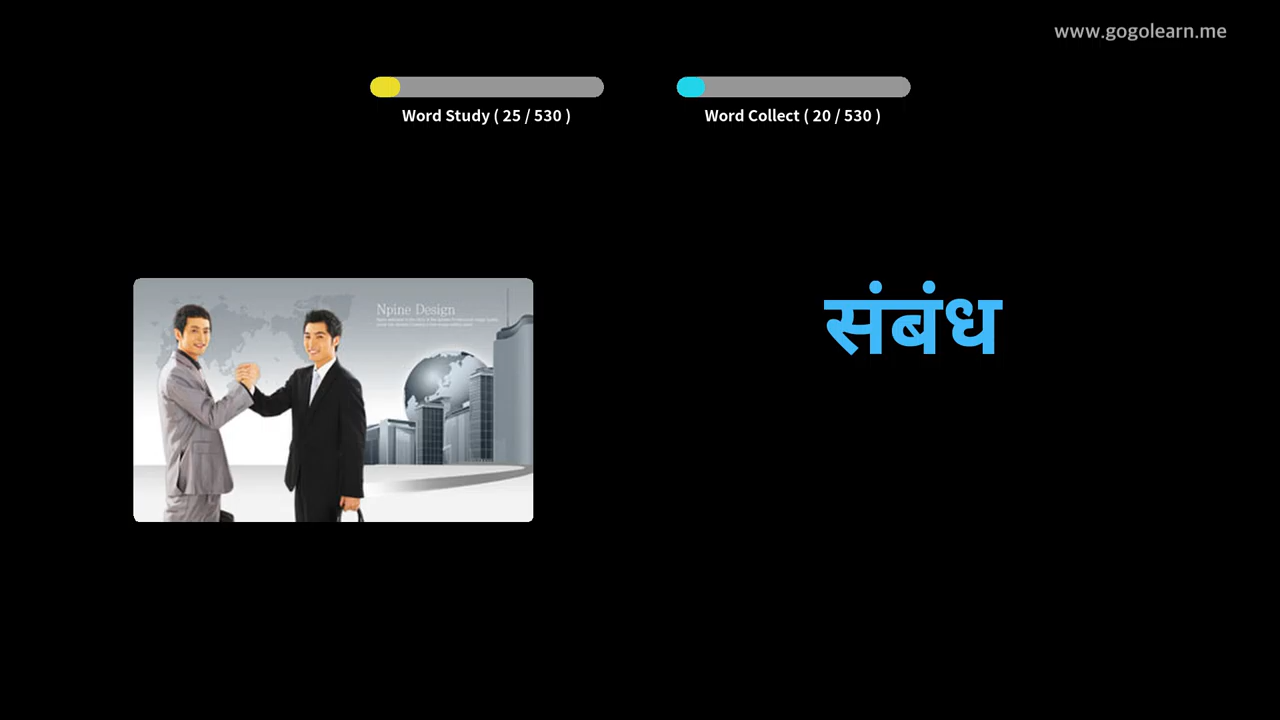 www.gogolearn.me
Word Study ( 25 / 530 )
Word Collect ( 20 / 530 )
Npine Design
संबंध